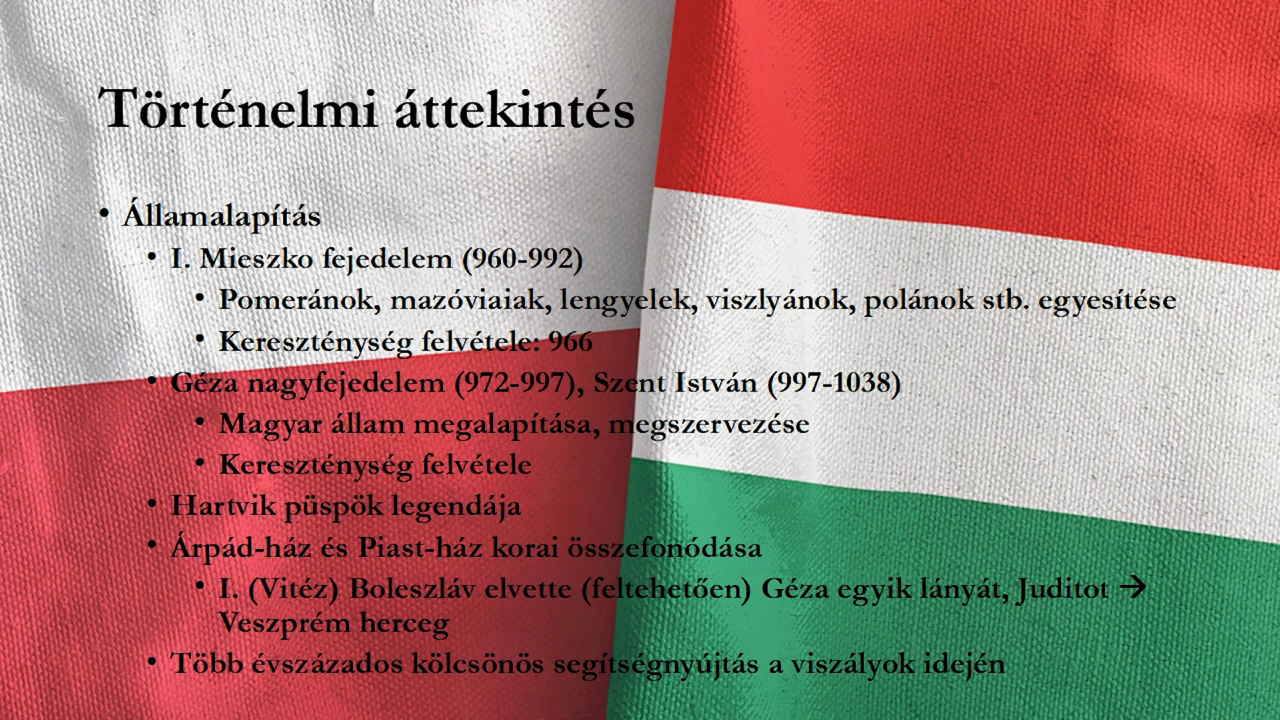 Történelmi áttekintés
• Államalapítás
• I. Mieszko fejedelem (960-992)
• Pomeránok, mazóviaiak, lengyelek, viszlyánok, polánok stb. egyesítése
• Kereszténység felvétele: 966
• Géza nagyfejedelem (972-997), Szent István (997-1038)
• Magyar állam megalapítása, megszervezése
• Kereszténység felvétele
• Hartvik püspök legendája
• Árpád-ház és Piast-ház korai összefonódása
• I. (Vitéz) Boleszláv elvette (feltehetően) Géza egyik lányát, Juditot →
Veszprém herceg
• Több évszázados kölcsönös segítségnyújtás a viszályok idején